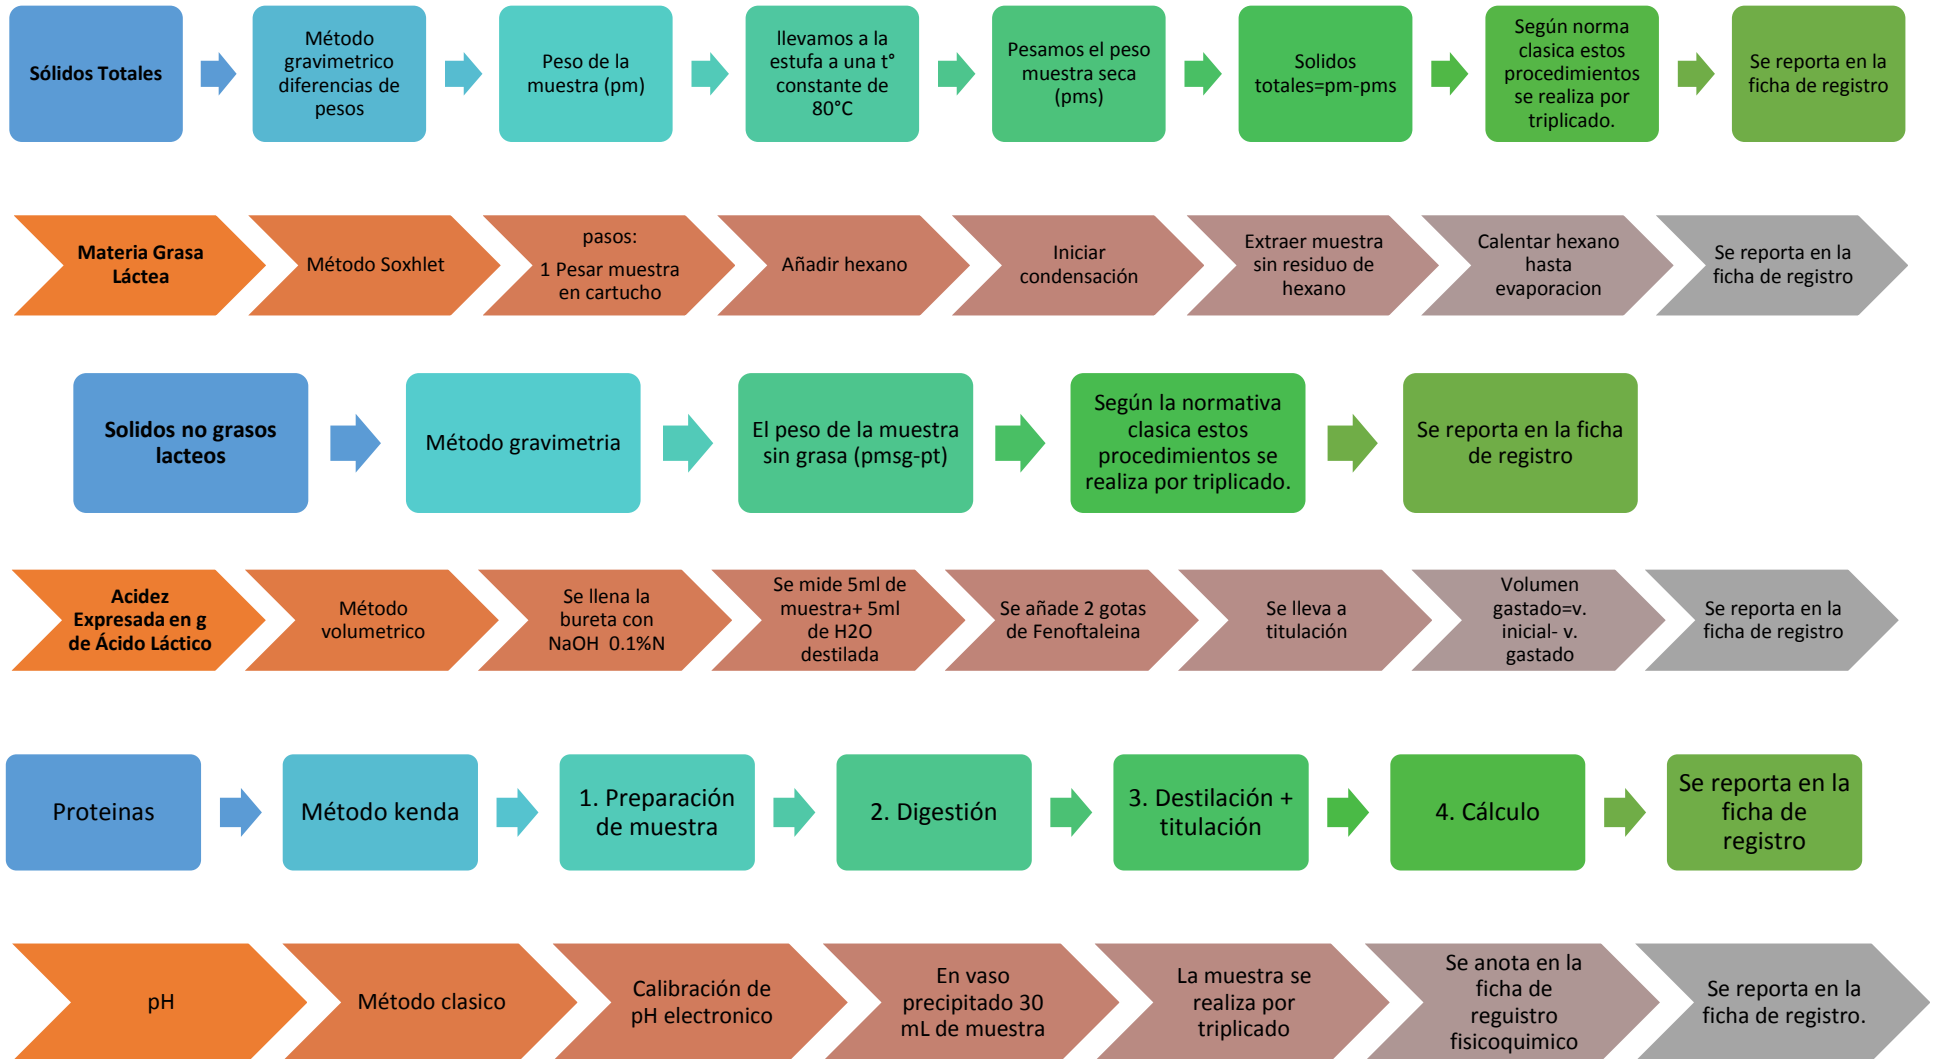 Sólidos Totales
Método
gravimetrico
diferencias de
pesos
Peso de la
muestra (pm)
llevamos a la
estufa a una t°
constante de
80°C
Pesamos el peso
muestra seca
(pms)
Solidos
totales=pm-pms
Según norma
clasica estos
procedimientos
se realiza por
triplicado.
Se reporta en la
ficha de registro
Materia Grasa
Láctea
Método Soxhlet
pasos:
1 Pesar muestra
en cartucho
Añadir hexano
Iniciar
condensación
Extraer muestra
sin residuo de
hexano
Calentar hexano
hasta
evaporacion
Se reporta en la
ficha de registro
Solidos no grasos
lacteos
Método gravimetria
El peso de la muestra
sin grasa (pmsg-pt)
Según la normativa
clasica estos
procedimientos se
realiza por triplicado.
Se reporta en la ficha
de registro
Acidez
Expresada en g
de Ácido Láctico
Método
volumetrico
Se llena la
bureta con
NaOH 0.1%N
Se mide 5ml de
muestra+ 5ml
de H2O
destilada
Se añade 2 gotas
de Fenoftaleina
Se lleva a
titulación
Volumen
gastado=v.
inicial- v.
gastado
Se reporta en la
ficha de registro
Proteinas
Método kenda
1. Preparación
de muestra
2. Digestión
3. Destilación +
titulación
4. Cálculo
Se reporta en la
ficha de
registro
pH
Método clasico
Calibración de
pH electronico
En vaso
precipitado 30
mL de muestra
La muestra se
realiza por
triplicado
Se anota en la
ficha de
reguistro
fisicoquimico
Se reporta en la
ficha de registro.